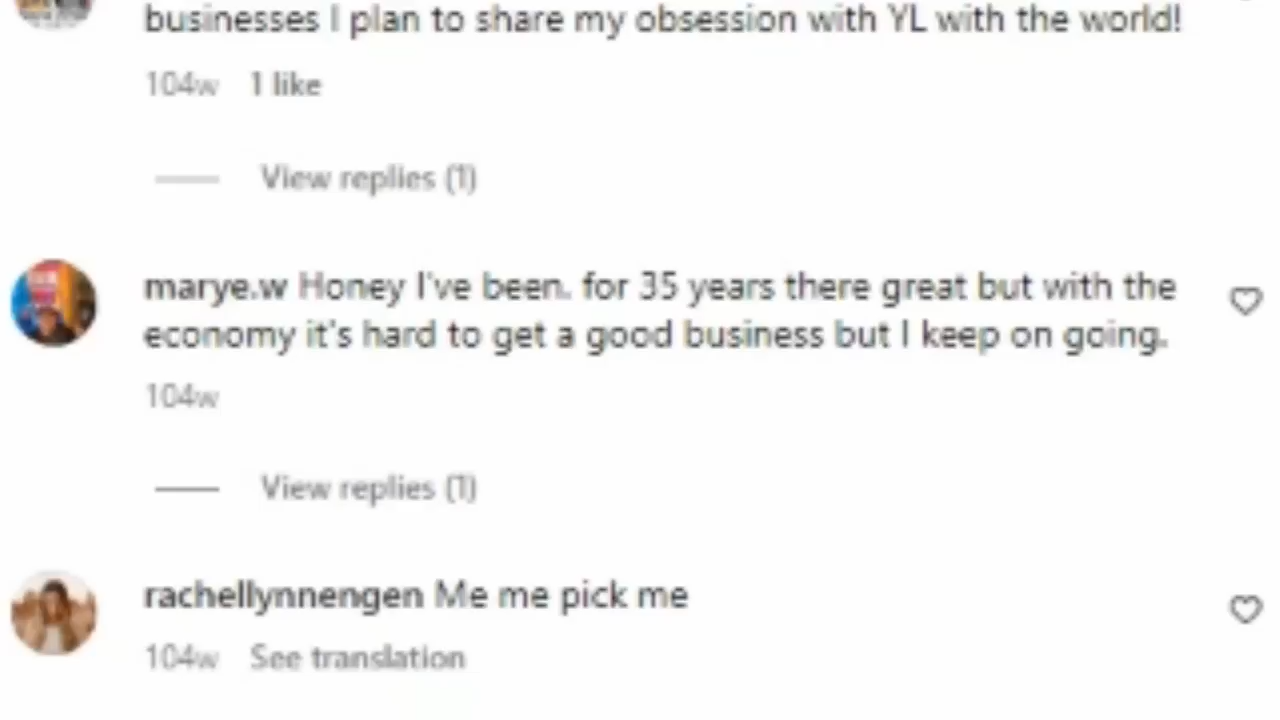 businesses I plan to share my obsession with YL with the world!
104w 1 like
View replies (1)
marye.w Honey I've been. for 35 years there great but with the
economy it's hard to get a good business but I keep on going.
104w
View replies (1)
rachellynnengen Me me pick me
104w See translation